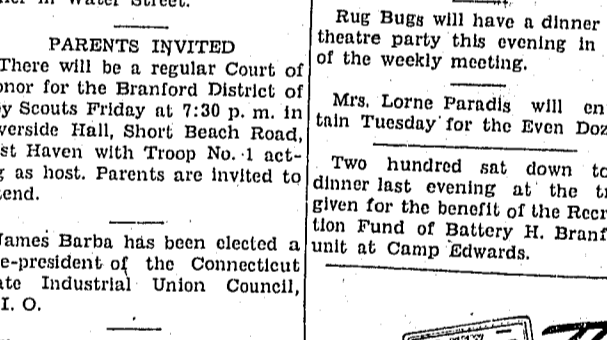 in Water Street.
PARENTS INVITED
There will be a regular Court of
onor for the Branford District of
y Scouts Friday at 7:30 p. m. in
verside Hall, Short Beach Road,
st Haven with Troop No. 1 act-
g as host. Parents are invited to
tend.
James Barba has been elected a
e-president of the Connecticut
ate Industrial Union Council,
I. O.
Rug Bugs will have a dinner
theatre party this evening in
of the weekly meeting.
Mrs. Lorne Paradis will en
tain Tuesday for the Even Doz
Two hundred sat down to
dinner last evening at the t
given for the benefit of the Recr
tion Fund of Battery H. Branf
unit at Camp Edwards.